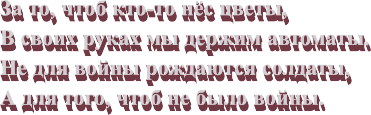 За то, чтоб кто-то нёс цветы,
В своих руках мы держим автоматы.
Не для войны рождаются солдаты,
А для того, чтоб не было войны.